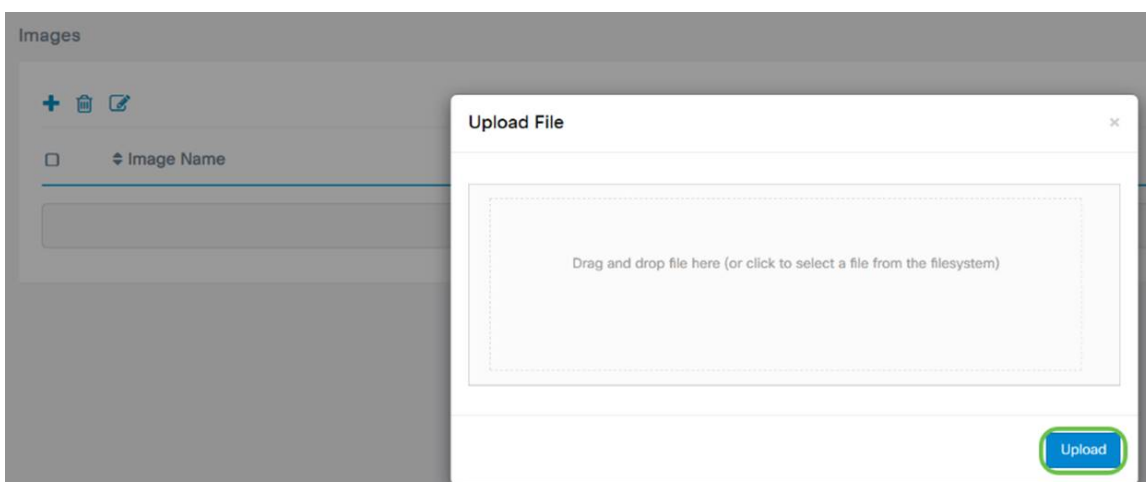 Images
Upload File
×
Image Name
Drag and drop file here (or click to select a file from the filesystem)
Upload